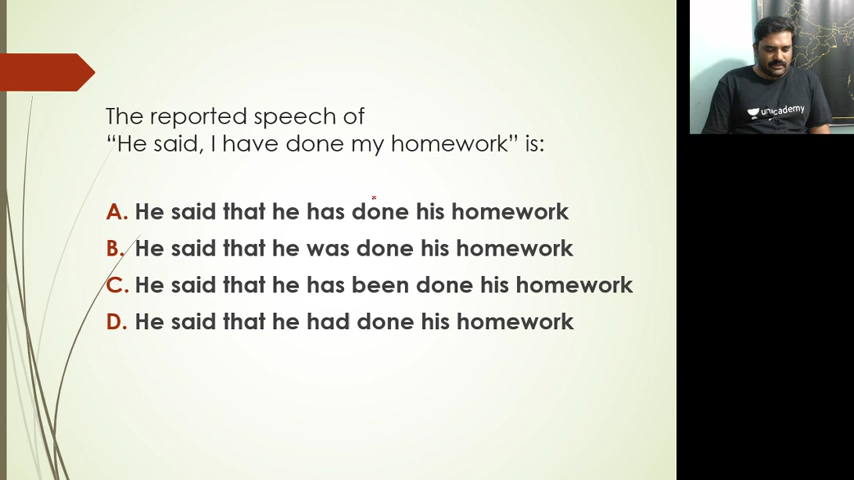 The reported speech of
“He said, I have done my homework” is:
A. He said that he has done his homework
B. He said that he was done his homework
C. He said that he has been done his homework
D. He said that he had done his homework
unacademy